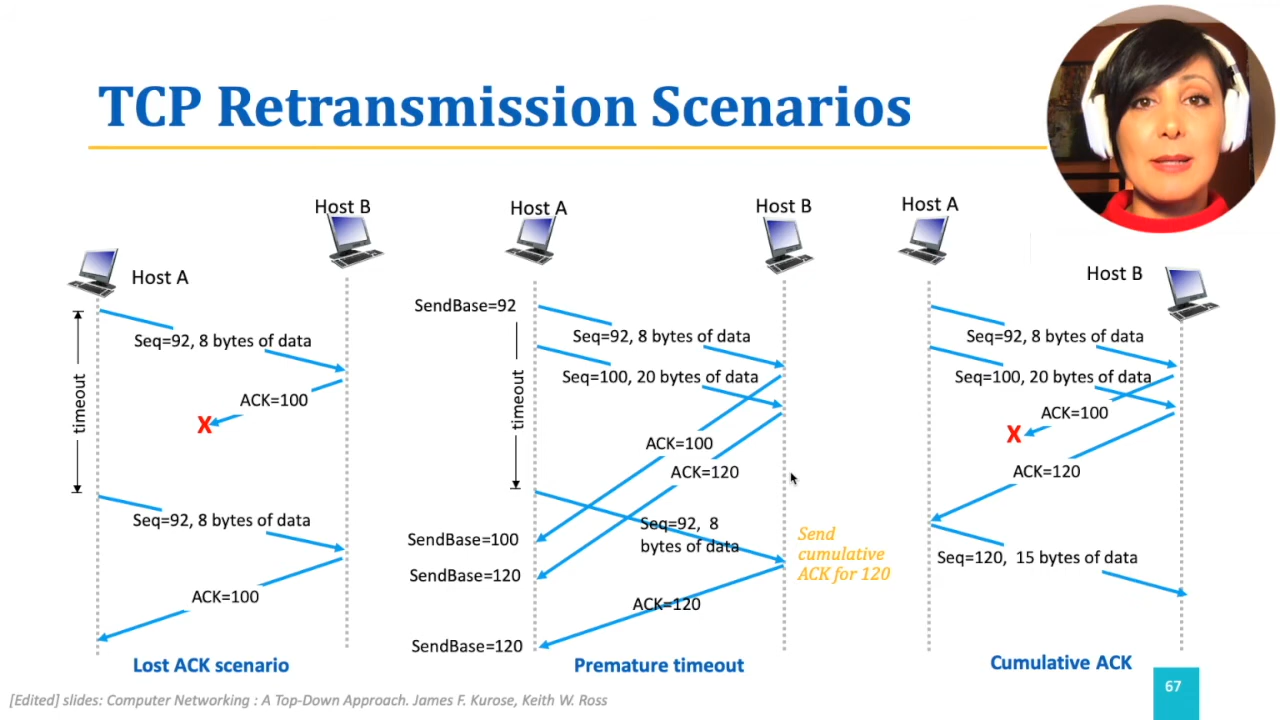 TCP Retransmission Scenarios
Host B
Host A
timeout
Seq=92, 8 bytes of data
ACK=100
X
Seq=92, 8 bytes of data
ACK=100
Lost ACK scenario
Host A
Host B
SendBase=92
timeout
Seq=92, 8 bytes of data
Seq=100, 20 bytes of data
ACK=100
ACK=120
Seq=92, 8
bytes of data
SendBase=100
SendBase=120
Send
cumulative
ACK for 120
ACK=120
SendBase=120
Premature timeout
Host A
Host B
Seq=92, 8 bytes of data
Seq=100, 20 bytes of data
ACK=100
X
ACK=120
Seq=120, 15 bytes of data
Cumulative ACK
[Edited] slides: Computer Networking : A Top-Down Approach. James F. Kurose, Keith W. Ross
67